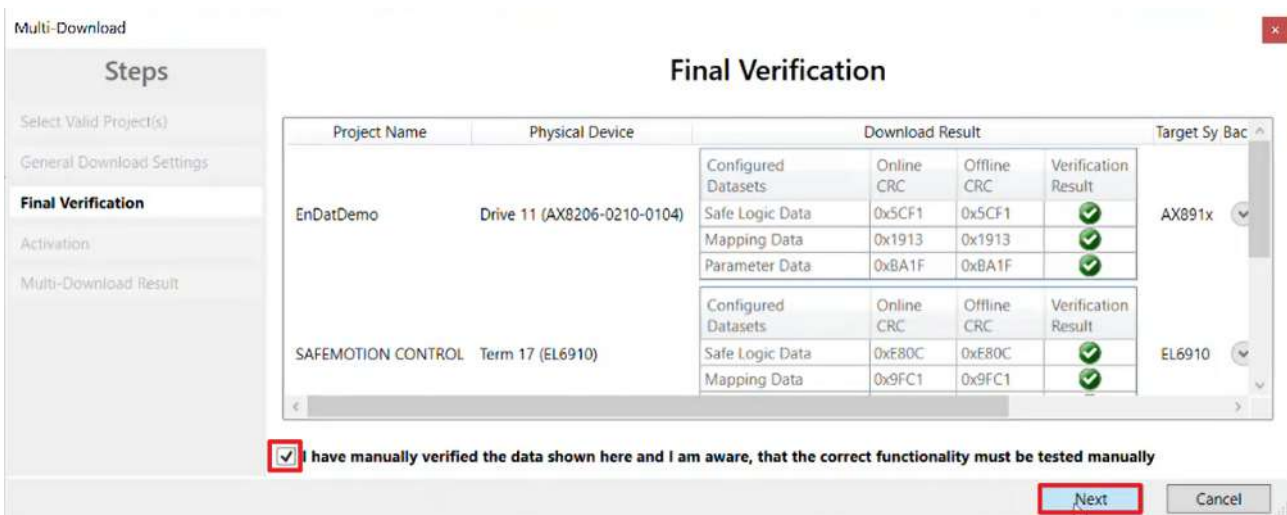 Multi-Download
Steps
Select Valid Project(s)
General Download Settings
Final Verification
Activation
Multi-Download Result
Final Verification
Project Name Physical Device Download Result Target Sy Bac
Configured Datasets Online CRC Offline CRC Verification Result
EnDatDemo Drive 11 (AX8206-0210-0104) Safe Logic Data 0x5CF1 0x5CF1 AX891x
Mapping Data 0x1913 0x1913
Parameter Data 0xBA1F 0xBA1F
Configured Datasets Online CRC Offline CRC Verification Result
SAFEMOTION CONTROL Term 17 (EL6910) Safe Logic Data 0xE80C 0xE80C EL6910
Mapping Data 0x9FC1 0x9FC1
I have manually verified the data shown here and I am aware, that the correct functionality must be tested manually
Next Cancel